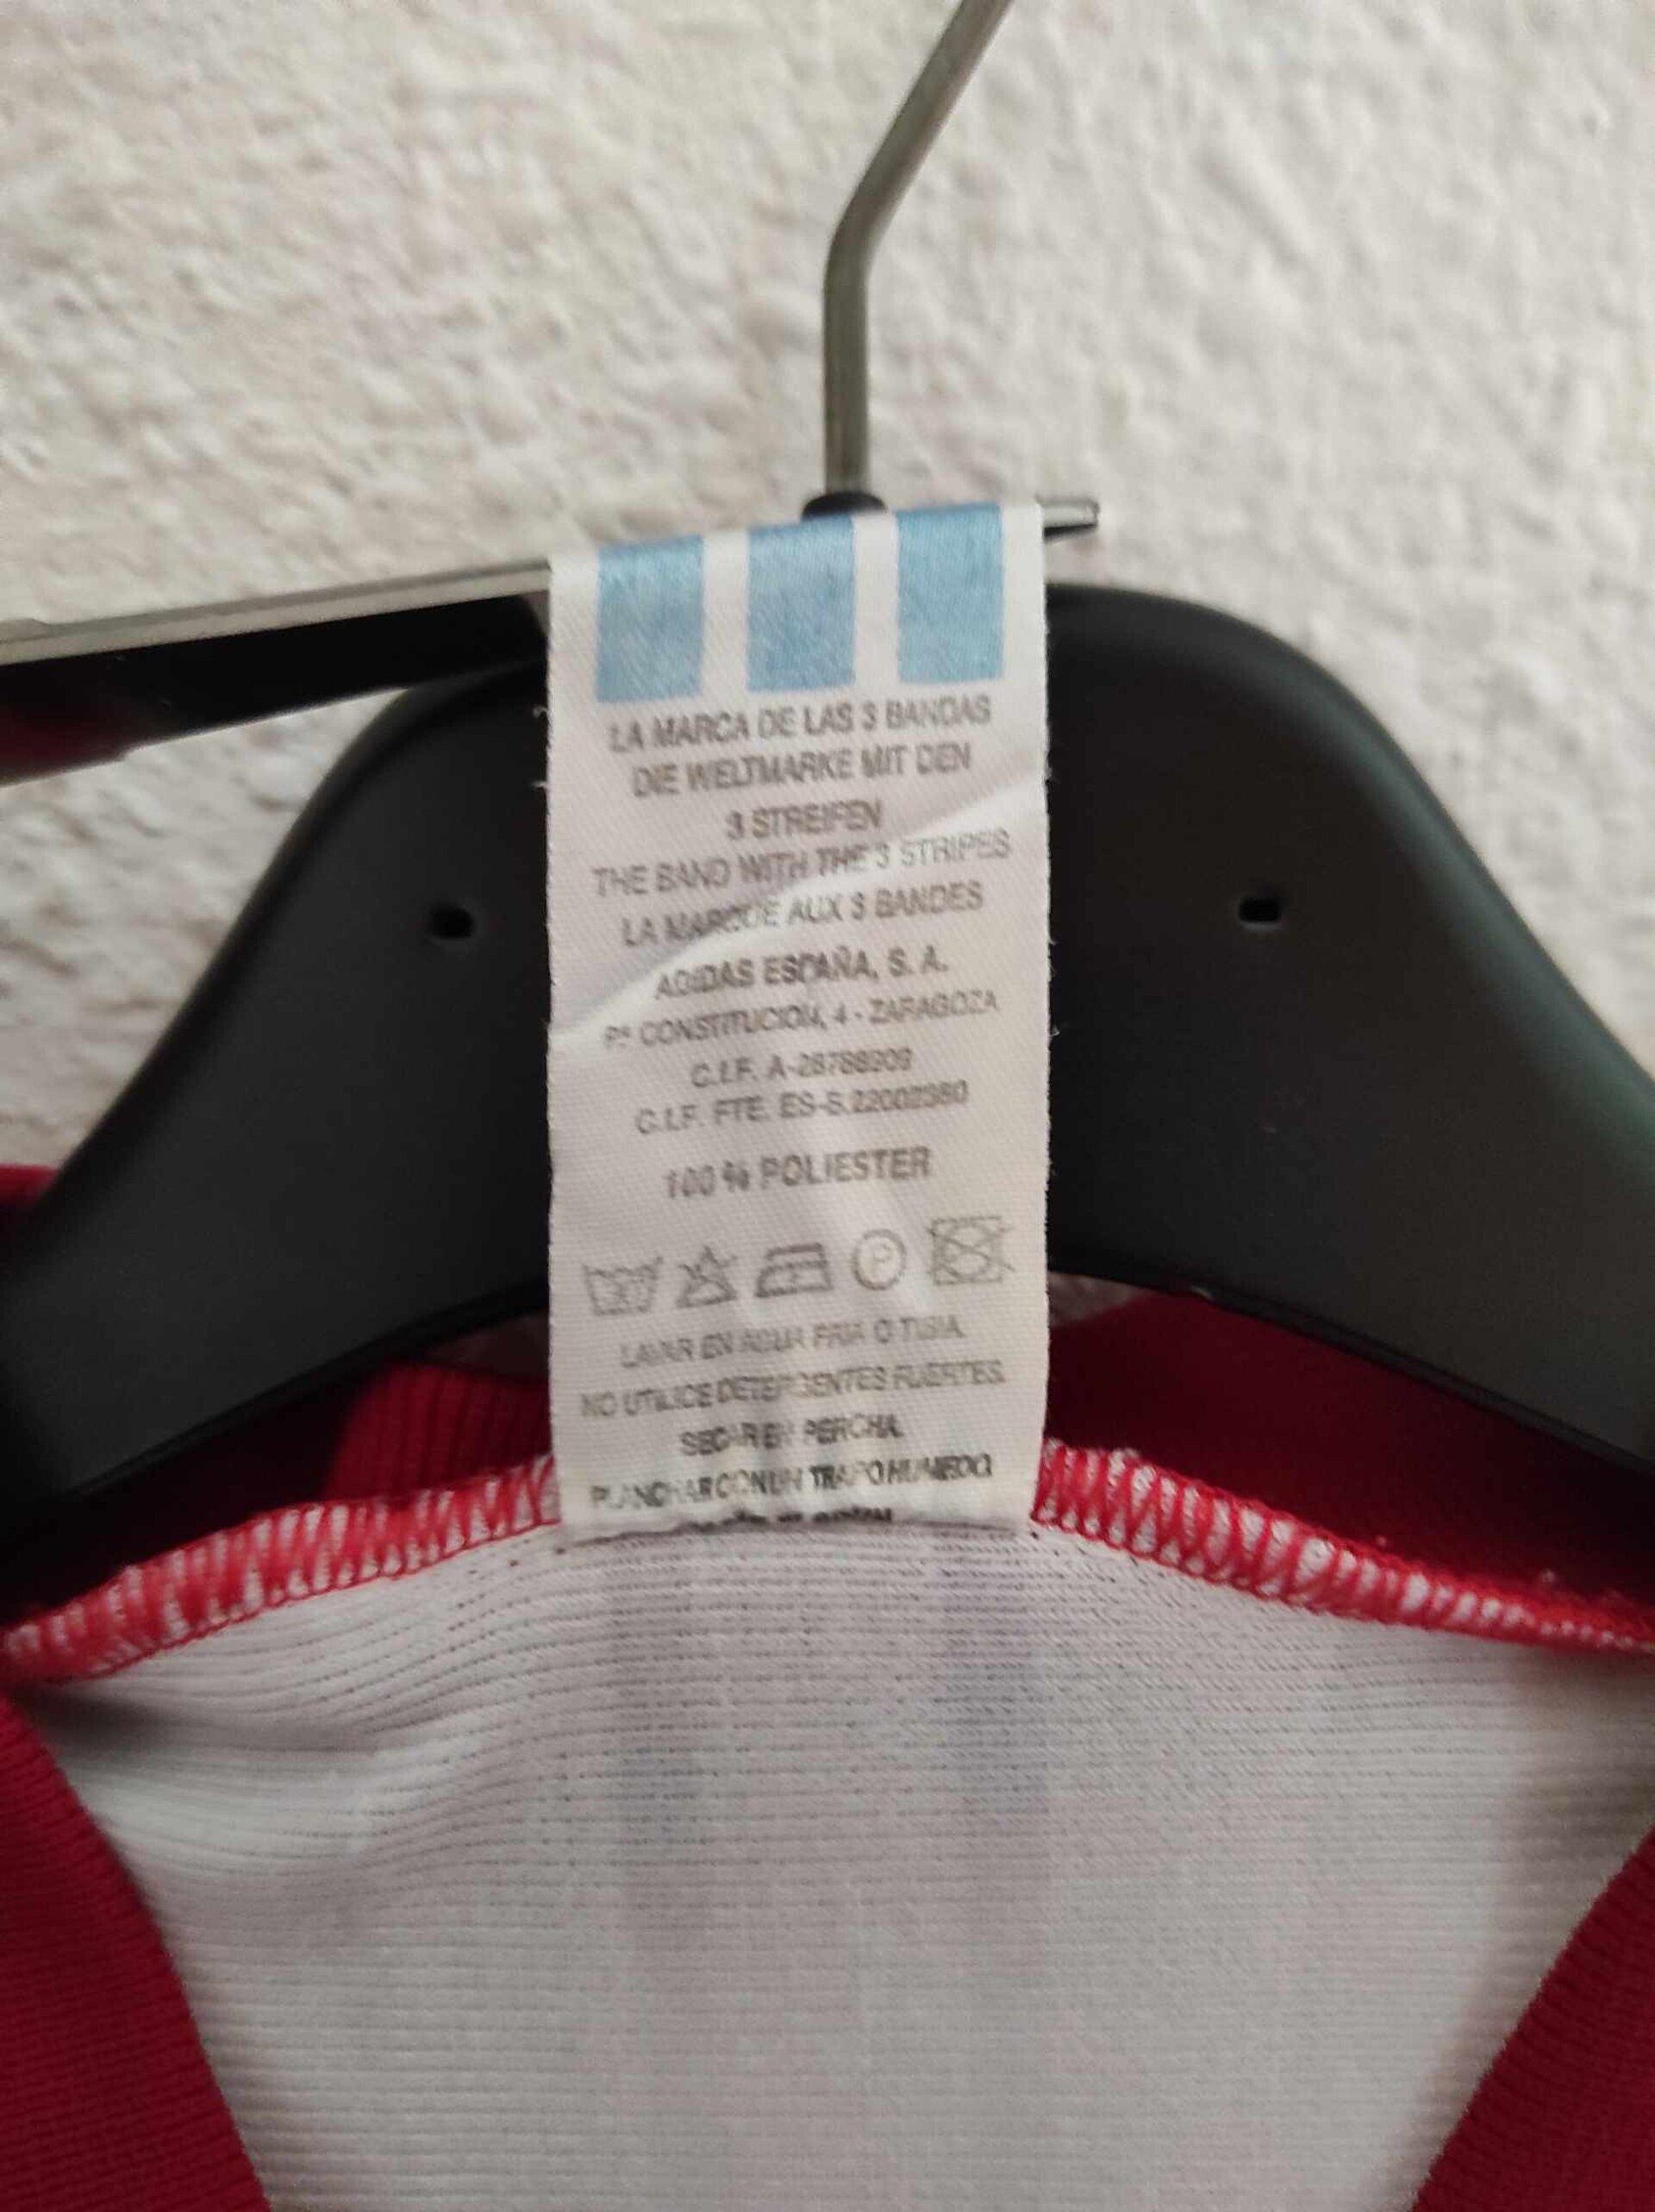 LA MARCA DE LAS 3 BANDAS
DIE WELTMARKE MIT DEN
3 STREIFEN
THE BAND WITH THE 3 STRIPES
LA MARQUE AUX 3 BANDES
ADIDAS ESPAÑA, S. A.
Pº CONSTITUCION, 4 - ZARAGOZA
C.I.F. A-28788909
C.I.F. FTE. ES-B.22002380
100 % POLIESTER
P
LAVAR EN AGUA FRIA O TIBIA.
NO UTILICE DETERGENTES FUERTES.
SECAR EN PERCHA.
PLANCHAR CON UN TRAPO HUMEDO.